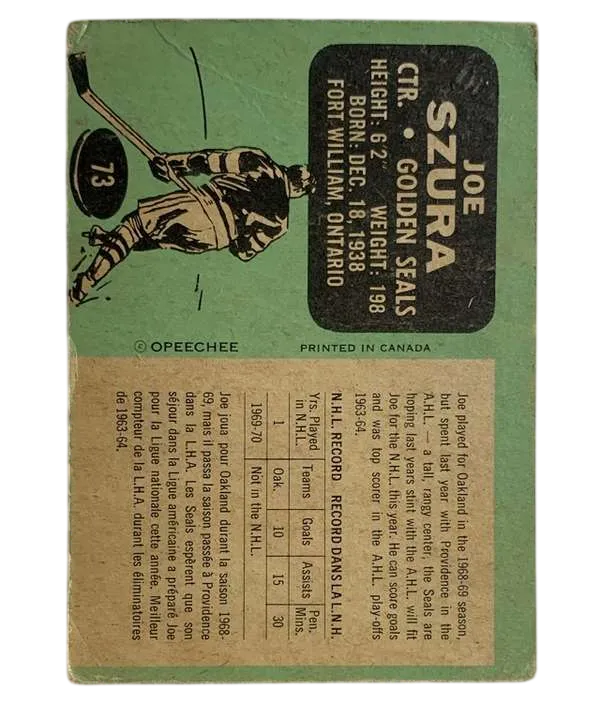 JOE
SZURA
CTR. • GOLDEN SEALS
HEIGHT: 6'2" WEIGHT: 198
BORN: DEC. 18, 1938
FORT WILLIAM, ONTARIO
73
© OPEECHEE PRINTED IN CANADA
Joe played for Oakland in the 1968-69 season,
but spent last year with Providence in the
A.H.L. — a tall, rangy center, the Seals are
hoping last years stint with the A.H.L. will fit
Joe for the N.H.L. this year. He can score goals
and was top scorer in the A.H.L. play-offs
1963-64.
N.H.L. RECORD RECORD DANS LA L.N.H.
Yrs. Played in N.H.L. Teams Goals Assists Pen. Mins.
1 Oak. 10 15 30
1969-70 Not in the N.H.L.
Joe joua pour Oakland durant la saison 1968-
69, mais il passa la saison passée à Providence
dans la L.H.A. Les Seals espèrent que son
séjour dans la Ligue américaine a préparé Joe
pour la Ligue nationale cette année. Meilleur
compteur de la L.H.A. durant les éliminatoires
de 1963-64.